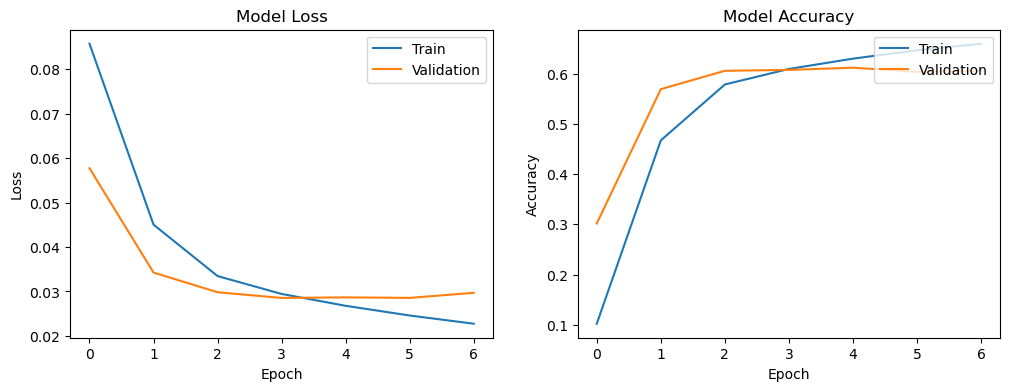 Model Loss
Train
Validation
0.08
0.07
0.06
0.05
0.04
0.03
0.02
Loss
0
1
2
3
4
5
6
Epoch
Model Accuracy
Train
Validation
0.6
0.5
0.4
0.3
0.2
0.1
Accuracy
0
1
2
3
4
5
6
Epoch